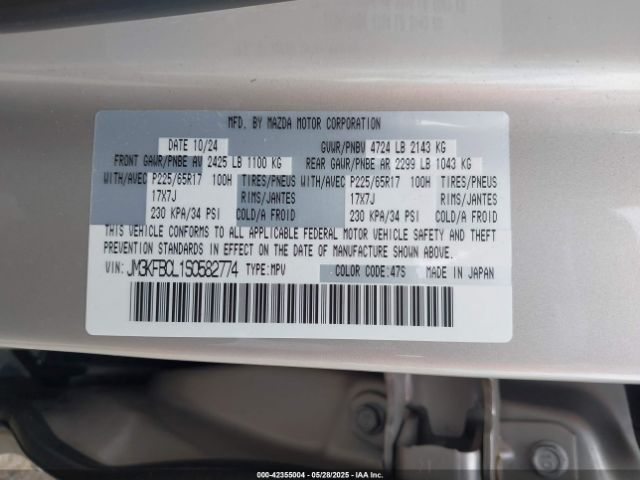 MFD. BY MAZDA MOTOR CORPORATION
DATE 10/24 GVWR/PNBV 4724 LB 2143 KG
FRONT GAWR/PNBE AV 2425 LB 1100 KG REAR GAWR/PNBE AR 2299 LB 1043 KG
WITH/AVEC P225/65R17 100H TIRES/PNEUS WITH/AVEC P225/65R17 100H TIRES/PNEUS
17X7J RIMS/JANTES 17X7J RIMS/JANTES
230 KPA/34 PSI COLD/A FROID 230 KPA/34 PSI COLD/A FROID
THIS VEHICLE CONFORMS TO ALL APPLICABLE FEDERAL MOTOR VEHICLE SAFETY AND THEFT
PREVENTION STANDARDS IN EFFECT ON THE DATE OF MANUFACTURE SHOWN ABOVE.
VIN: JM3KFBCL1S0582774 TYPE:MPV COLOR CODE:47S MADE IN JAPAN
000-42355004 | 05/28/2025 | IAA Inc.